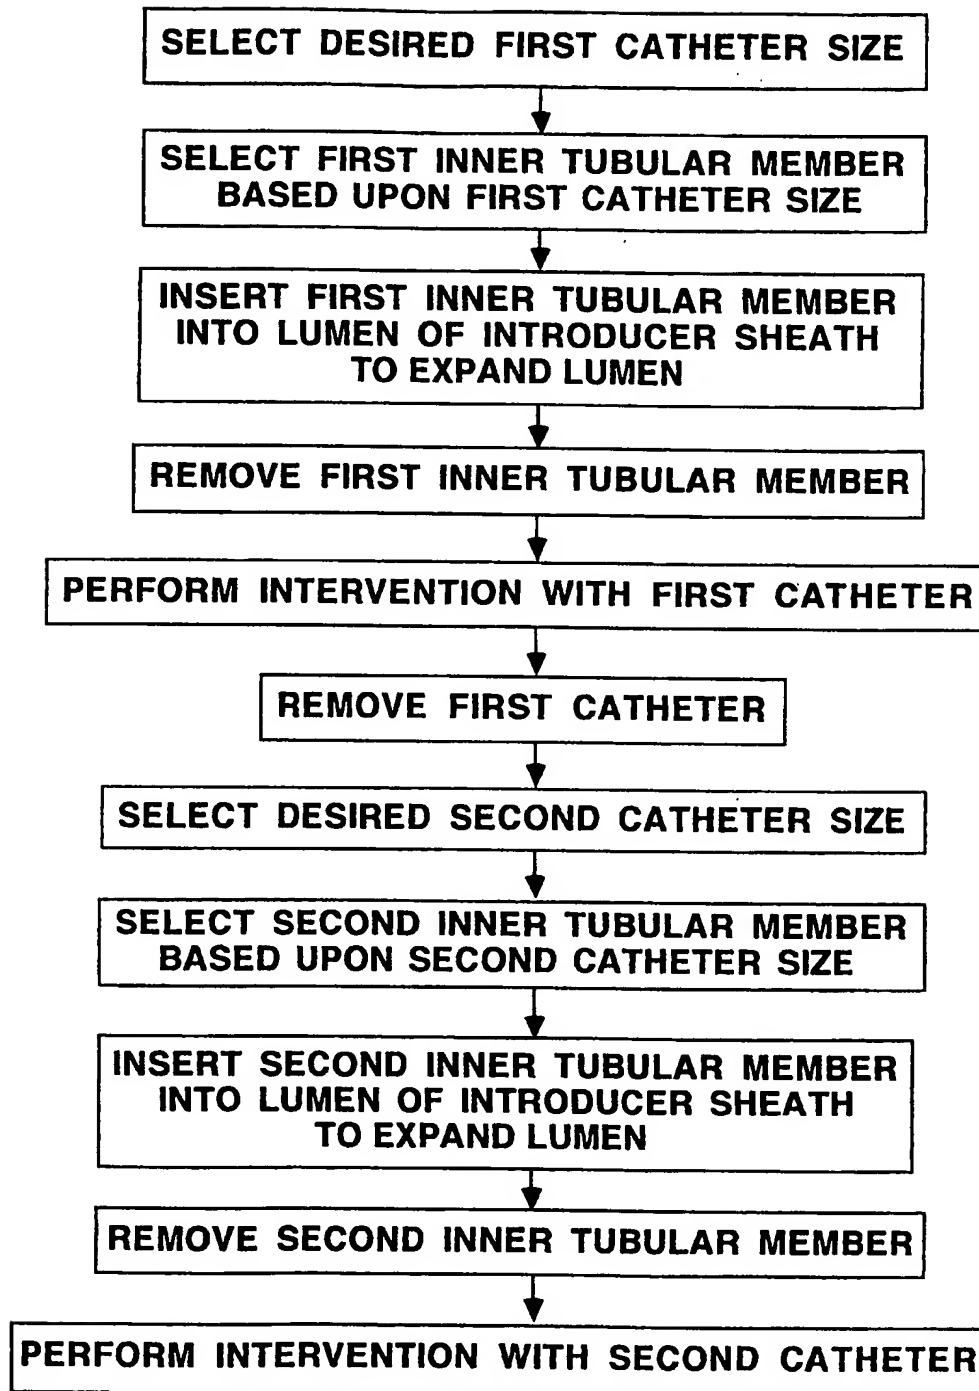 SELECT DESIRED FIRST CATHETER SIZE
SELECT FIRST INNER TUBULAR MEMBER
BASED UPON FIRST CATHETER SIZE
INSERT FIRST INNER TUBULAR MEMBER
INTO LUMEN OF INTRODUCER SHEATH
TO EXPAND LUMEN
REMOVE FIRST INNER TUBULAR MEMBER
PERFORM INTERVENTION WITH FIRST CATHETER
REMOVE FIRST CATHETER
SELECT DESIRED SECOND CATHETER SIZE
SELECT SECOND INNER TUBULAR MEMBER
BASED UPON SECOND CATHETER SIZE
INSERT SECOND INNER TUBULAR MEMBER
INTO LUMEN OF INTRODUCER SHEATH
TO EXPAND LUMEN
REMOVE SECOND INNER TUBULAR MEMBER
PERFORM INTERVENTION WITH SECOND CATHETER